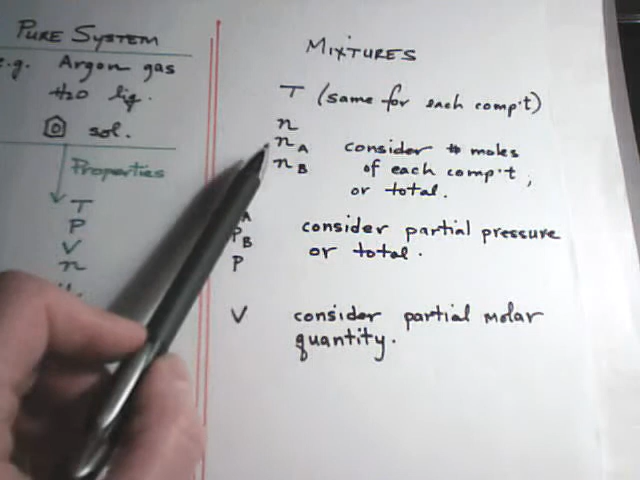 PURE SYSTEM
e.g. Argon gas
H2O liq.
sol.
Properties
T
P
V
n
MIXTURES
T (same for each comp't)
n
nA consider # moles
nB of each comp't,
or total.
A
PB consider partial pressure
P or total.
V consider partial molar
quantity.